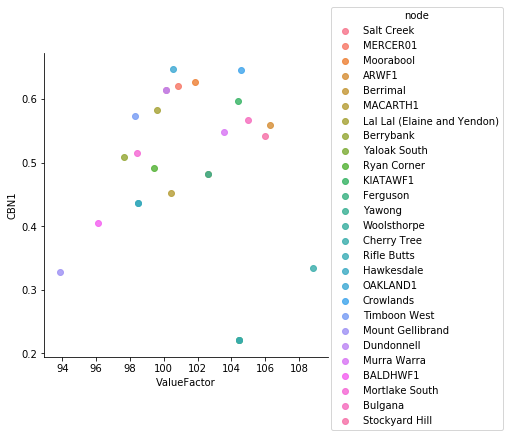 node
Salt Creek
MERCER01
Moorabool
ARWF1
Berrimal
MACARTH1
Lal Lal (Elaine and Yendon)
Berrybank
Yaloak South
Ryan Corner
KIATAWF1
Ferguson
Yawong
Woolsthorpe
Cherry Tree
Rifle Butts
Hawkesdale
OAKLAND1
Crowlands
Timboon West
Mount Gellibrand
Dundonnell
Murra Warra
BALDHWF1
Mortlake South
Bulgana
Stockyard Hill
CBN1
0.6
0.5
0.4
0.3
0.2
94 96 98 100 102 104 106 108
ValueFactor